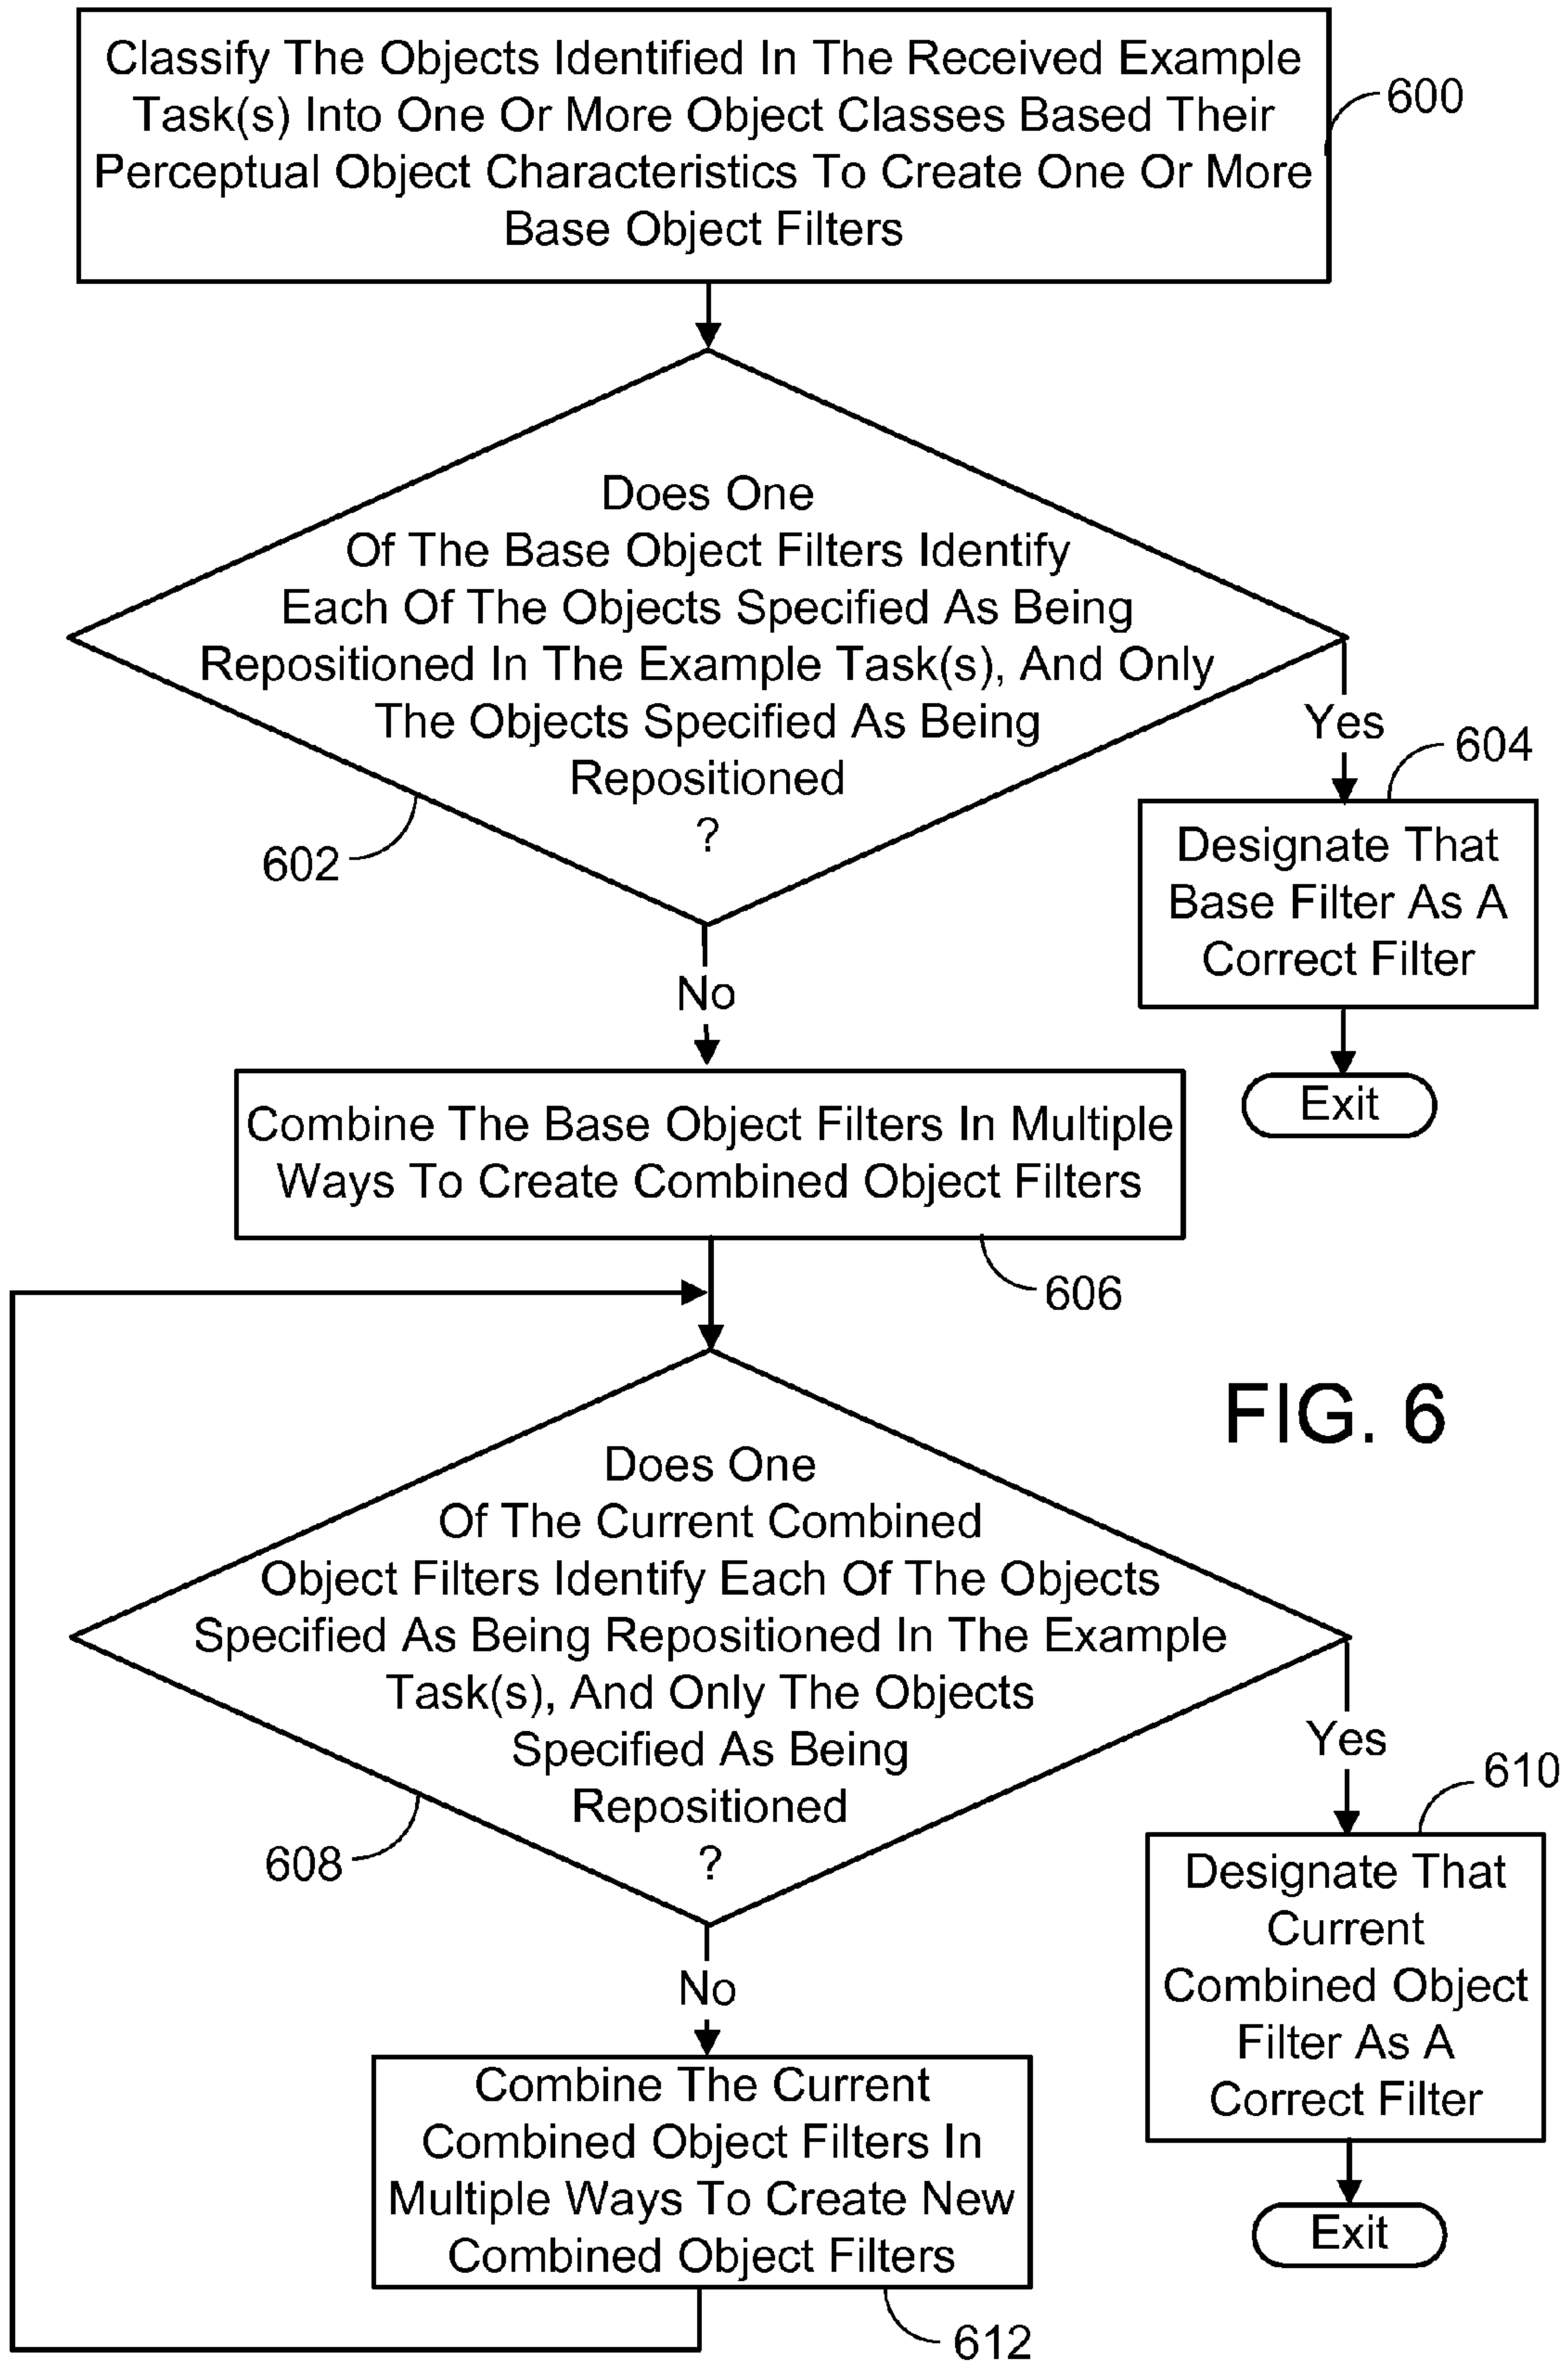 Classify The Objects Identified In The Received Example
Task(s) Into One Or More Object Classes Based Their
Perceptual Object Characteristics To Create One Or More
Base Object Filters
600
Does One
Of The Base Object Filters Identify
Each Of The Objects Specified As Being
Repositioned In The Example Task(s), And Only
The Objects Specified As Being
Repositioned
?
602
Yes
604
Designate That
Base Filter As A
Correct Filter
Exit
No
Combine The Base Object Filters In Multiple
Ways To Create Combined Object Filters
606
FIG. 6
Does One
Of The Current Combined
Object Filters Identify Each Of The Objects
Specified As Being Repositioned In The Example
Task(s), And Only The Objects
Specified As Being
Repositioned
?
608
Yes
610
Designate That
Current
Combined Object
Filter As A
Correct Filter
Exit
No
Combine The Current
Combined Object Filters In
Multiple Ways To Create New
Combined Object Filters
612